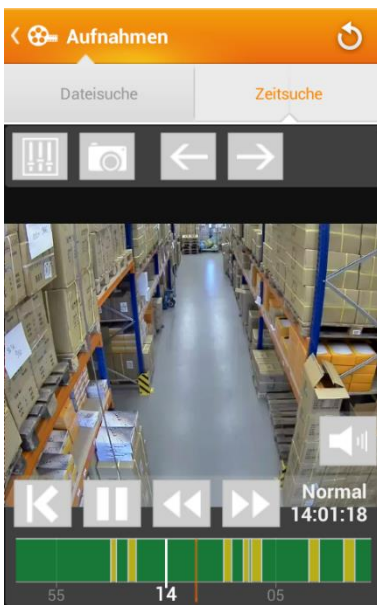 Aufnahmen
Dateisuche Zeitsuche
Normal
14:01:18
55 14 05